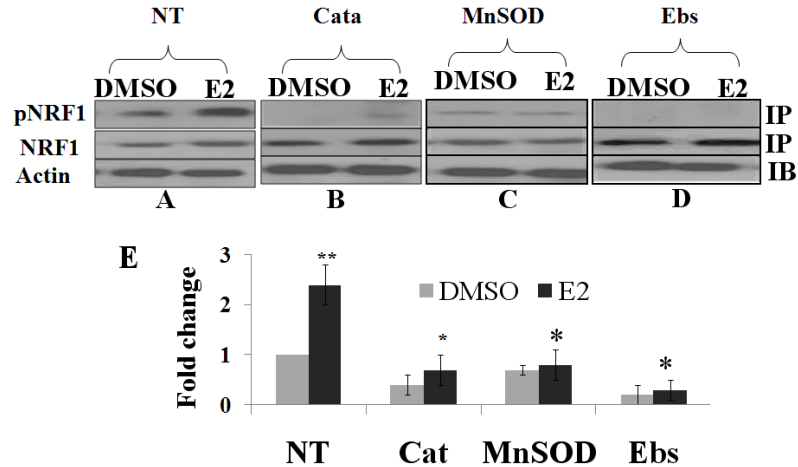 NT Cata MnSOD Ebs
DMSO E2 DMSO E2 DMSO E2 DMSO E2
pNRF1 IP
NRF1 IP
Actin IB
A B C D
E
Fold change
3
2
1
0
DMSO E2
** * * *
NT Cat MnSOD Ebs